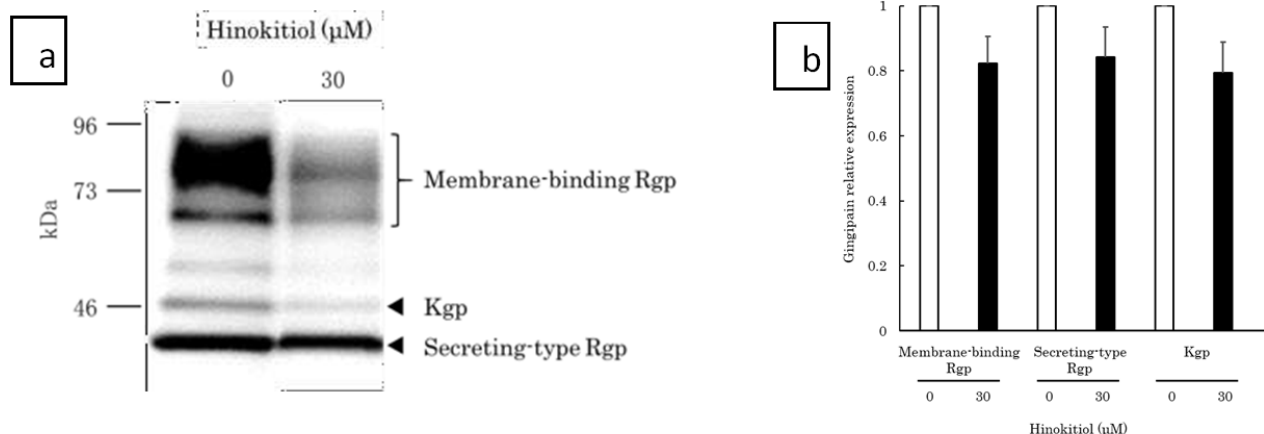 a
Hinokitiol (µM)
0 30
96
73
46
kDa
Membrane-binding Rgp
Kgp
Secreting-type Rgp
b
Gingipain relative expression
1
0.8
0.6
0.4
0.2
0
Membrane-binding
Rgp
Secreting-type
Rgp
Kgp
0 30 0 30 0 30
Hinokitiol (uM)